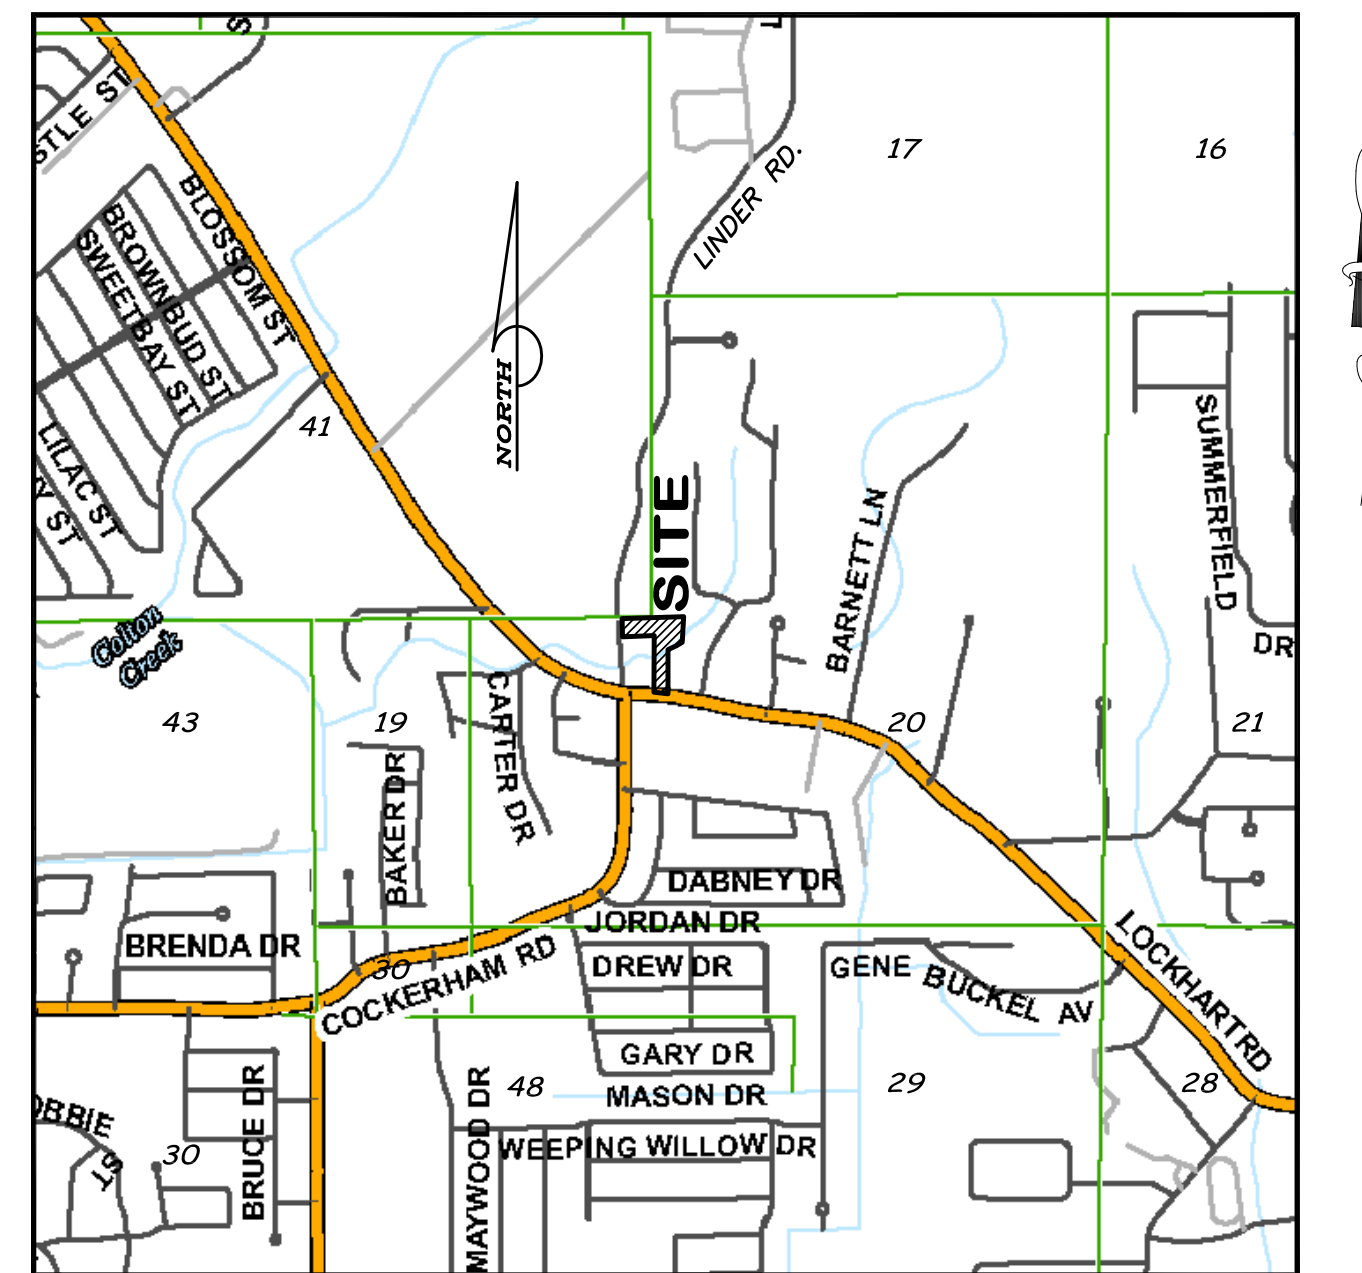 S
STLE ST
BLOSSOM ST
BROWNBUD ST
SWEETBAY ST
LILAC ST
Y ST
LINDER RD.
17
16
NORTH
41
SITE
BARNETT LN
SUMMERFIELD
DR
Colton
Creek
43
19
20
21
CARTER DR
BAKER DR
DABNEY DR
JORDAN DR
BRENDA DR
DREW DR
GENE BUCKEL AV
LOCKHART RD
30
COCKERHAM RD
GARY DR
48
MASON DR
29
28
OBBIE
ST
30
BRUCE DR
MAYWOOD DR
WEEPING WILLOW DR